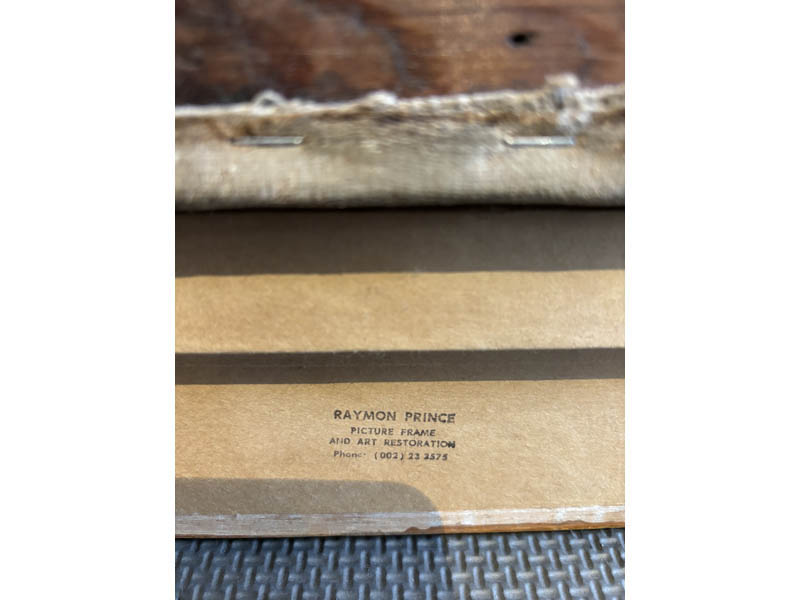 RAYMON PRINCE
PICTURE FRAME
AND ART RESTORATION
Phone: (002) 23 2575